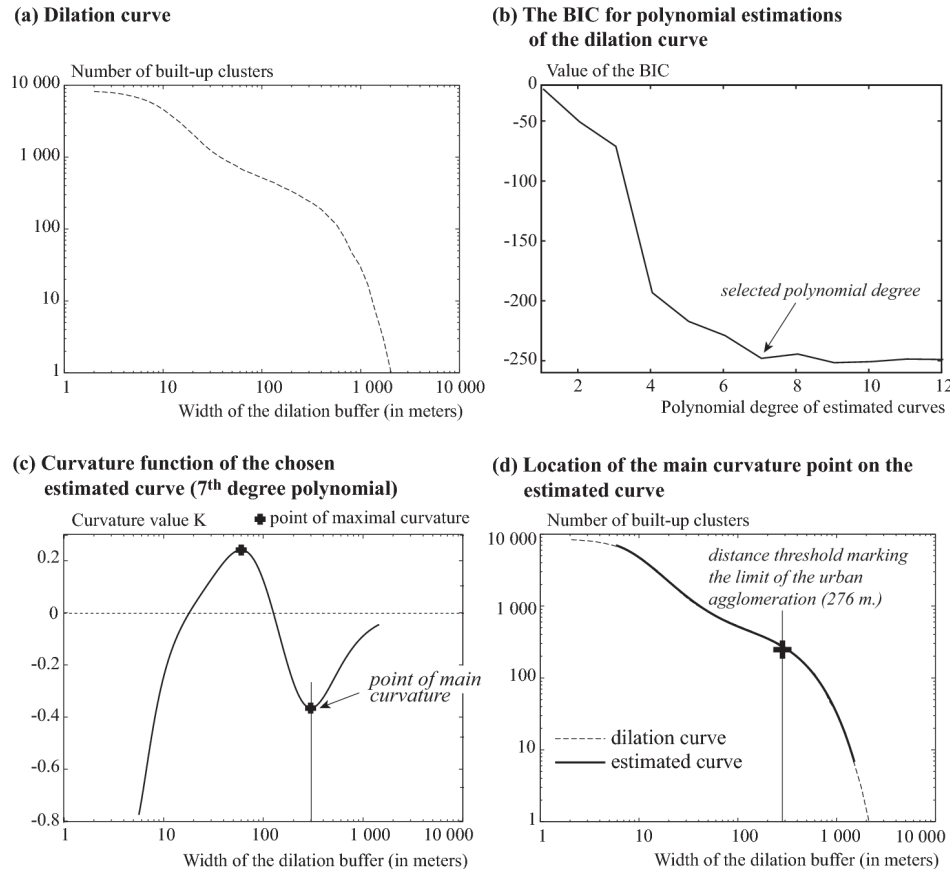 (a) Dilation curve
Number of built-up clusters
10 000
1 000
100
10
1
1 10 100 1 000 10 000
Width of the dilation buffer (in meters)
(b) The BIC for polynomial estimations
of the dilation curve
Value of the BIC
0
-50
-100
-150
-200
-250
selected polynomial degree
2 4 6 8 10 12
Polynomial degree of estimated curves
(c) Curvature function of the chosen
estimated curve (7th degree polynomial)
Curvature value K point of maximal curvature
0.2
0
-0.2
-0.4
-0.6
-0.8
point of main
curvature
1 10 100 1 000 10 000
Width of the dilation buffer (in meters)
(d) Location of the main curvature point on the
estimated curve
Number of built-up clusters
10 000
1 000
100
10
1
distance threshold marking
the limit of the urban
agglomeration (276 m.)
dilation curve
estimated curve
1 10 100 1 000 10 000
Width of the dilation buffer (in meters)